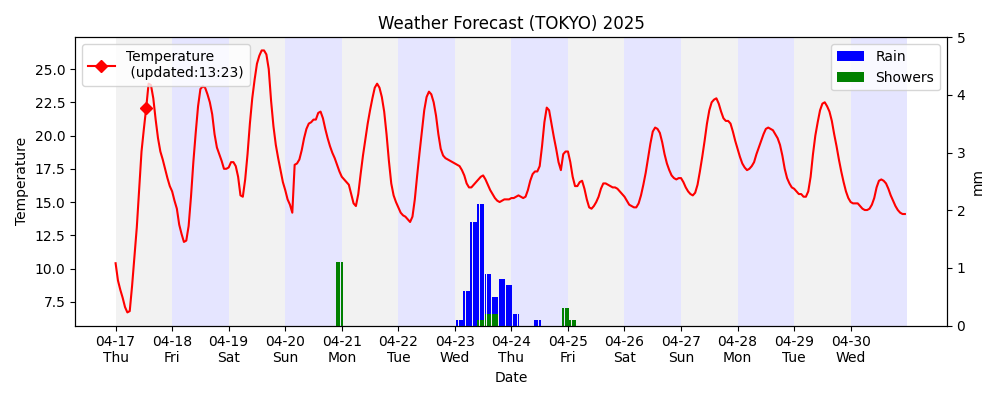 Weather Forecast (TOKYO) 2025
Temperature
(updated:13:23)
Rain
Showers
25.0
22.5
20.0
17.5
15.0
12.5
10.0
7.5
Temperature
5
4
3
2
1
0
mm
04-17 04-18 04-19 04-20 04-21 04-22 04-23 04-24 04-25 04-26 04-27 04-28 04-29 04-30
Thu Fri Sat Sun Mon Tue Wed Thu Fri Sat Sun Mon Tue Wed
Date